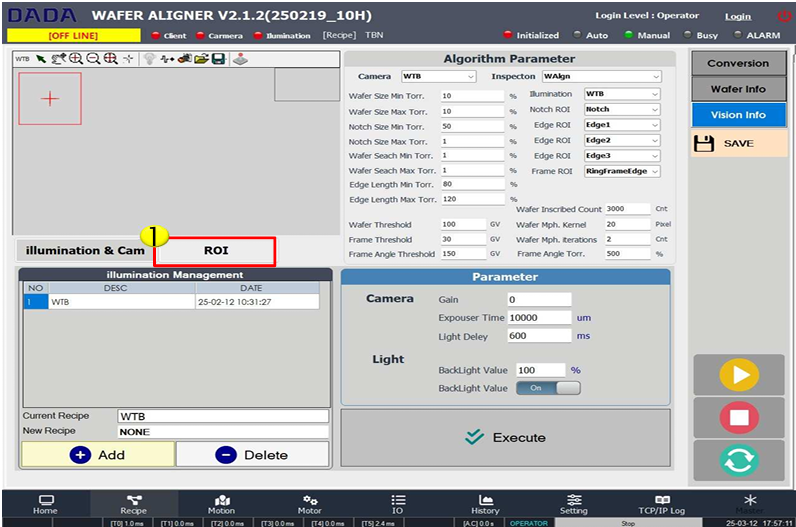 DADA WAFER ALIGNER V2.1.2(250219_10H) Login Level : Operator Login
[OFF LINE] Client Carmera Ilumination [Recipe] TBN Initialized Auto Manual Busy ALARM
WTB
Algorithm Parameter
Camera WTB Inspecton WAlgn
Wafer Size Min Torr. 10 % Illumination WTB
Wafer Size Max Torr. 10 % Notch ROI Notch
Notch Size Min Torr. 50 % Edge ROI Edge1
Notch Size Max Torr. 1 % Edge ROI Edge2
Wafer Seach Min Torr. 1 % Edge ROI Edge3
Wafer Seach Max Torr. 1 % Frame ROI RingFrameEdge
Edge Length Min Torr. 80 %
Edge Length Max Torr. 120 %
Wafer Inscribed Count 3000 Cnt
Wafer Threshold 100 GV Wafer Mph. Kernel 20 Pixel
Frame Threshold 30 GV Wafer Mph. iterations 2 Cnt
Frame Angle Threshold 150 GV Frame Angle Torr. 500 %
Conversion
Wafer Info
Vision Info
SAVE
1
illumination & Cam ROI
illumination Management
NO DESC DATE
1 WTB 25-02-12 10:31:27
Current Recipe WTB
New Recipe NONE
Add Delete
Parameter
Camera Gain 0
Expouser Time 10000 um
Light Deley 600 ms
Light
BackLight Value 100 %
BackLight Value On
Execute
Home Recipe Motion Motor IO History Setting TCP/IP Log Master
[T0] 1.0 ms [T1] 0.0 ms [T2] 0.0 ms [T3] 0.0 ms [T4] 0.0 ms [T5] 2.4 ms [A.C] 0.0 s OPERATOR Stop 25-03-12 17:57:11